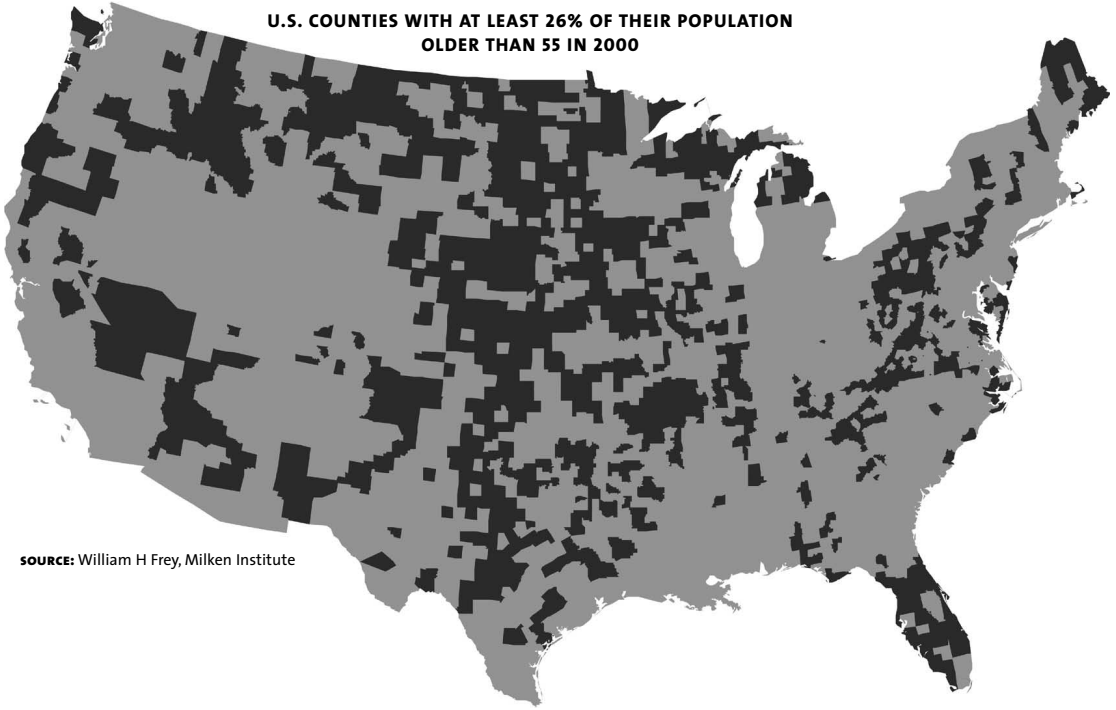 U.S. COUNTIES WITH AT LEAST 26% OF THEIR POPULATION
OLDER THAN 55 IN 2000
SOURCE: William H Frey, Milken Institute